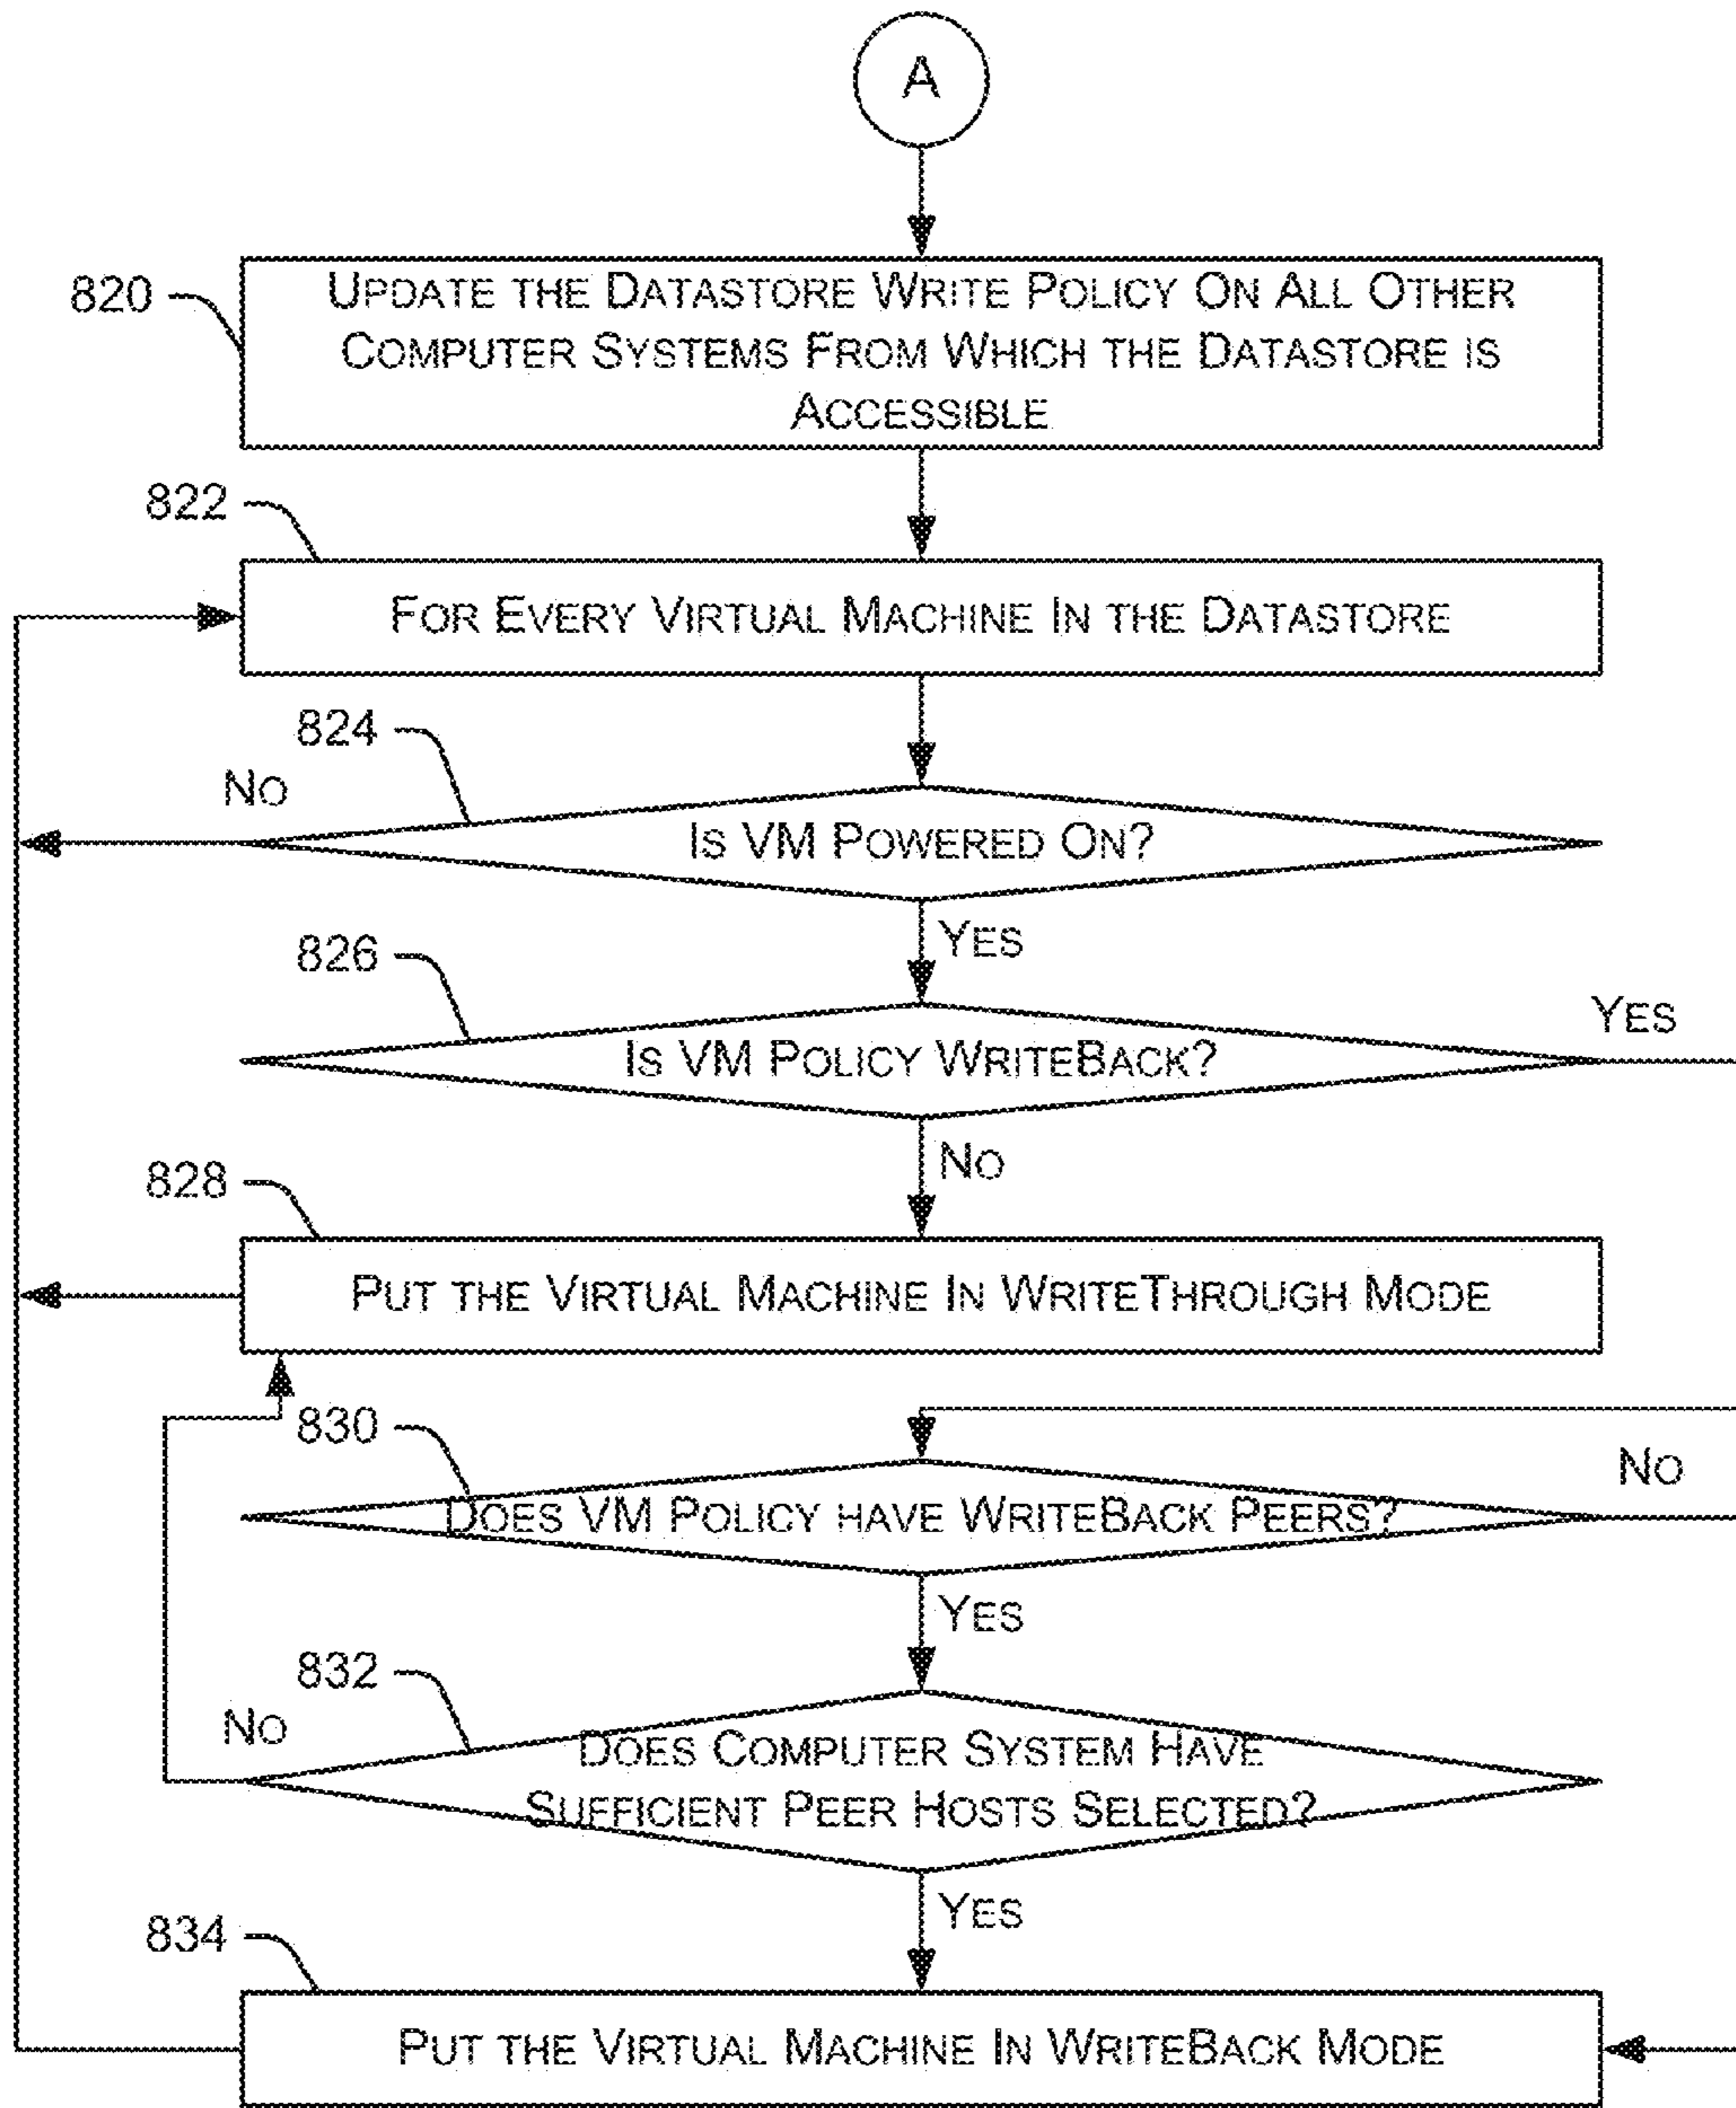 A
820
UPDATE THE DATASTORE WRITE POLICY ON ALL OTHER
COMPUTER SYSTEMS FROM WHICH THE DATASTORE IS
ACCESSIBLE
822
FOR EVERY VIRTUAL MACHINE IN THE DATASTORE
824
NO
IS VM POWERED ON?
YES
826
YES
IS VM POLICY WRITEBACK?
NO
828
PUT THE VIRTUAL MACHINE IN WRITETHROUGH MODE
830
NO
DOES VM POLICY HAVE WRITEBACK PEERS?
YES
832
NO
DOES COMPUTER SYSTEM HAVE
SUFFICIENT PEER HOSTS SELECTED?
YES
834
PUT THE VIRTUAL MACHINE IN WRITEBACK MODE